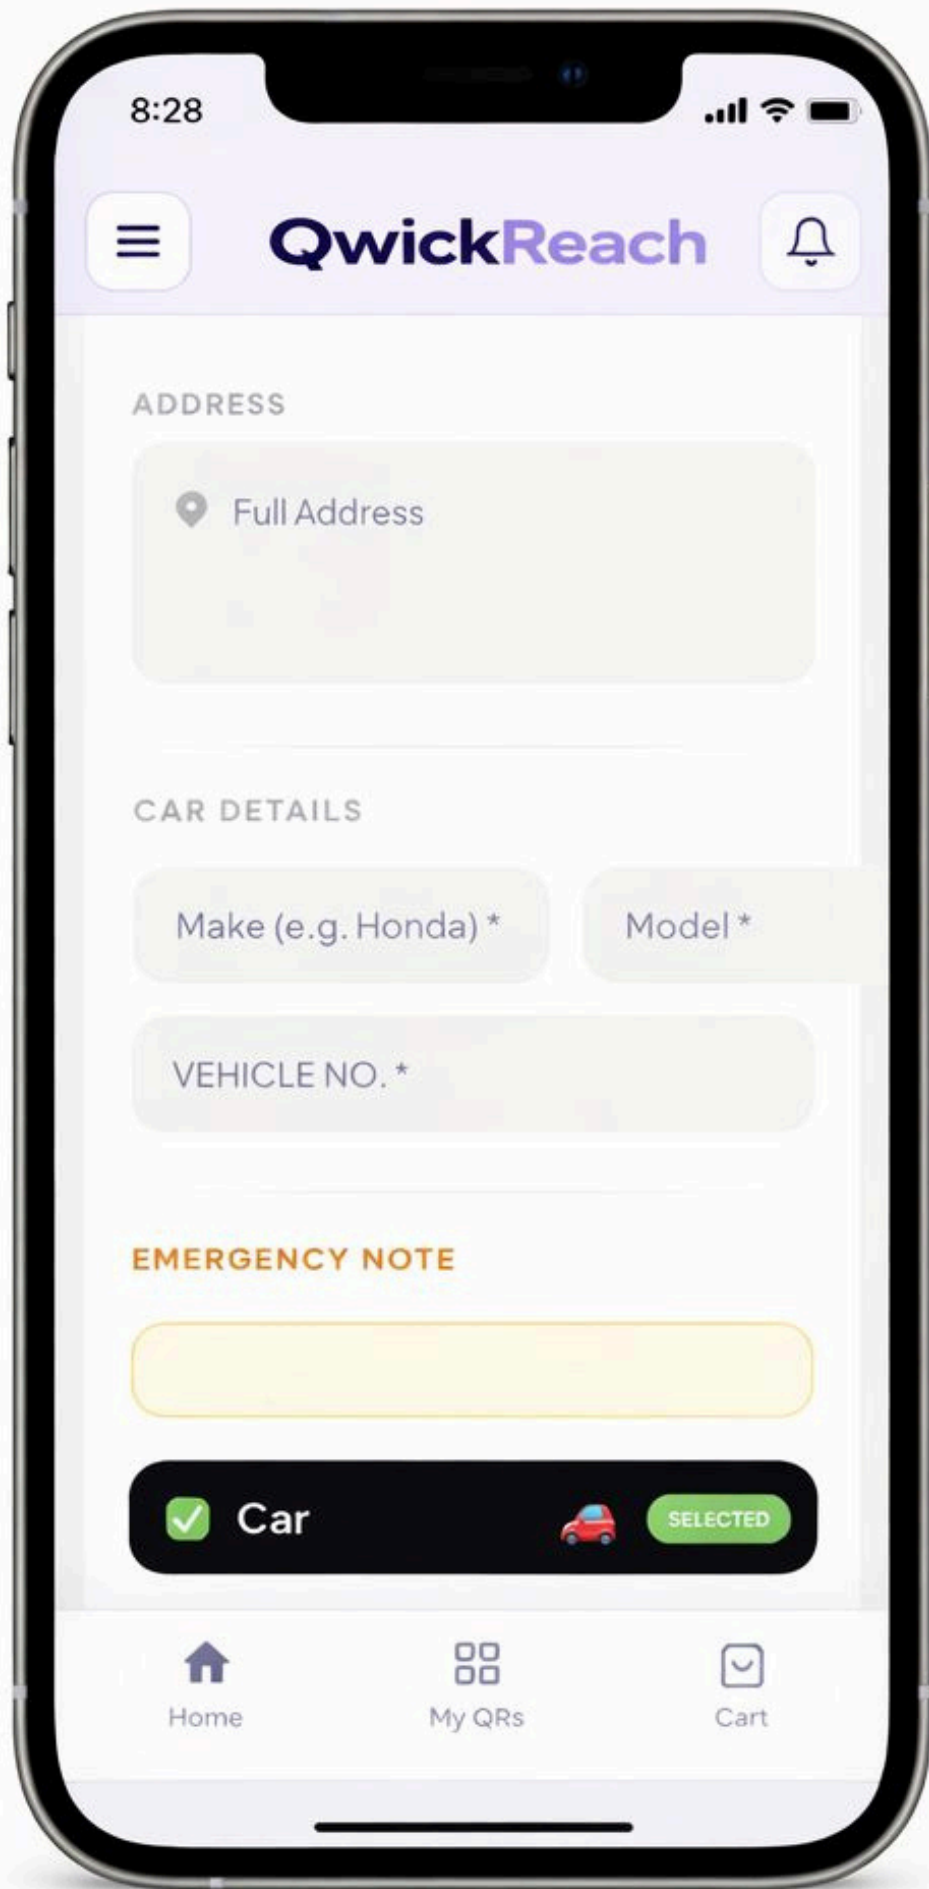 8:28
QwickReach
ADDRESS
Full Address
CAR DETAILS
Make (e.g. Honda) * Model *
VEHICLE NO. *
EMERGENCY NOTE
Car SELECTED
Home My QRs Cart